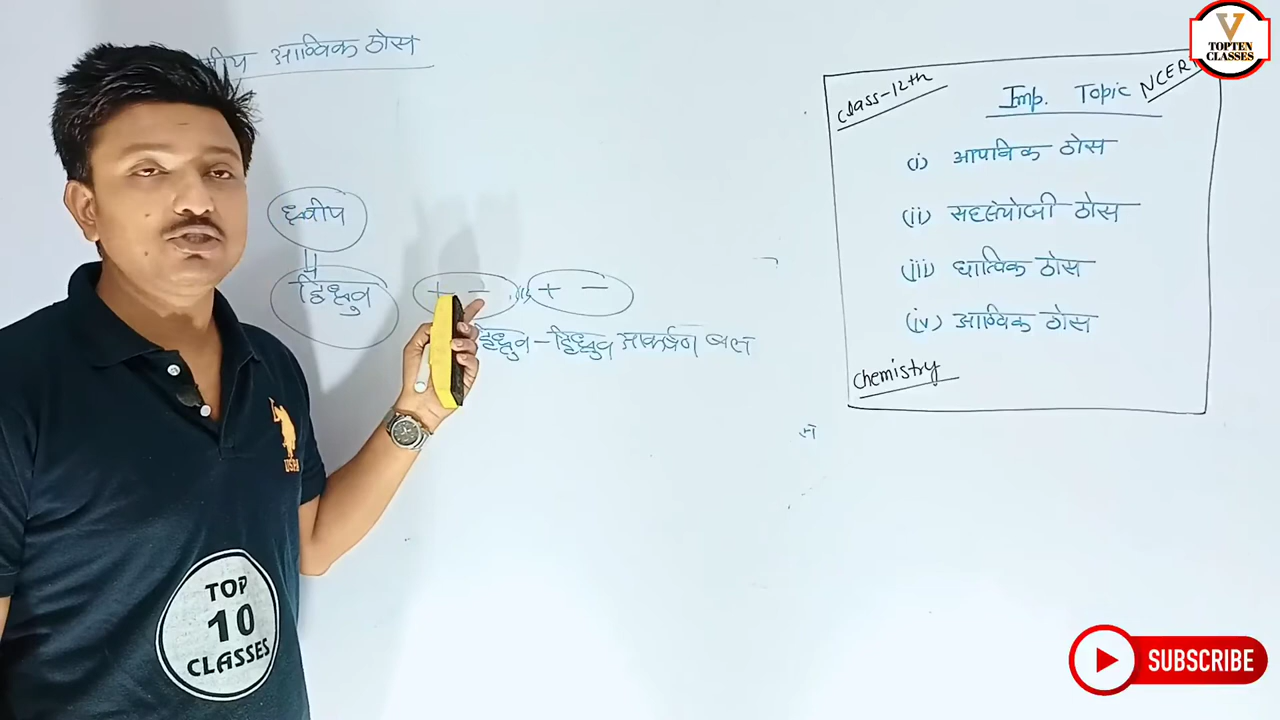 आण्विक ठोस
ध्रुवीय
द्विध्रुव
+ - + -
द्विध्रुव - द्विध्रुव आकर्षण बल
Class-12th
NCERT
Imp. Topic
(i) आयनिक ठोस
(ii) सहसंयोजी ठोस
(iii) धात्विक ठोस
(iv) आण्विक ठोस
Chemistry
V
TOPTEN
CLASSES
USPA
TOP
10
CLASSES
SUBSCRIBE